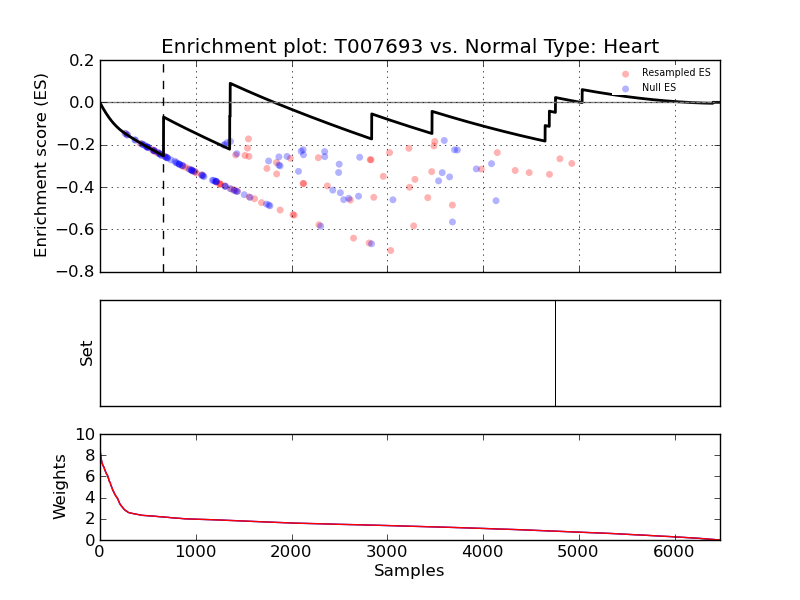 Enrichment plot: T007693 vs. Normal Type: Heart
Enrichment score (ES)
0.2
0.0
−0.2
−0.4
−0.6
−0.8
Resampled ES
Null ES
Set
Weights
10
8
6
4
2
0
0 1000 2000 3000 4000 5000 6000
Samples